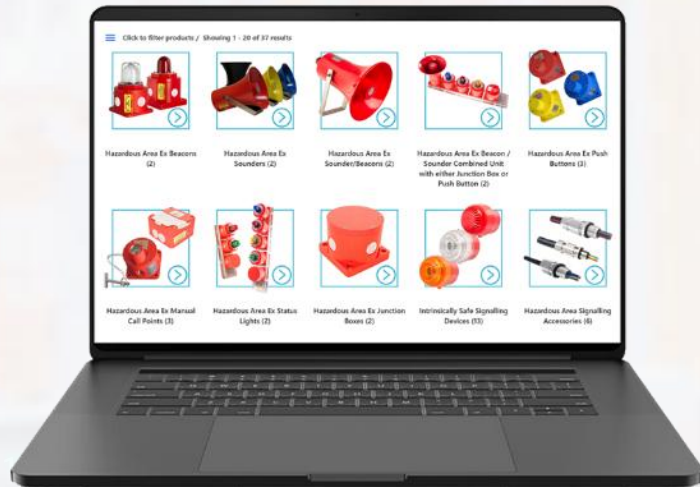 Click to filter products / Showing 1 - 20 of 37 results
Hazardous Area Ex Beacons
(2)
Hazardous Area Ex
Sounders (2)
Hazardous Area Ex
Sounder/Beacons (2)
Hazardous Area Ex Beacon /
Sounder Combined Unit
with either Junction Box or
Push Button (2)
Hazardous Area Ex Push
Buttons (3)
Hazardous Area Ex Manual
Call Points (3)
Hazardous Area Ex Status
Lights (2)
Hazardous Area Ex Junction
Boxes (2)
Intrinsically Safe Signalling
Devices (13)
Hazardous Area Signalling
Accessories (6)